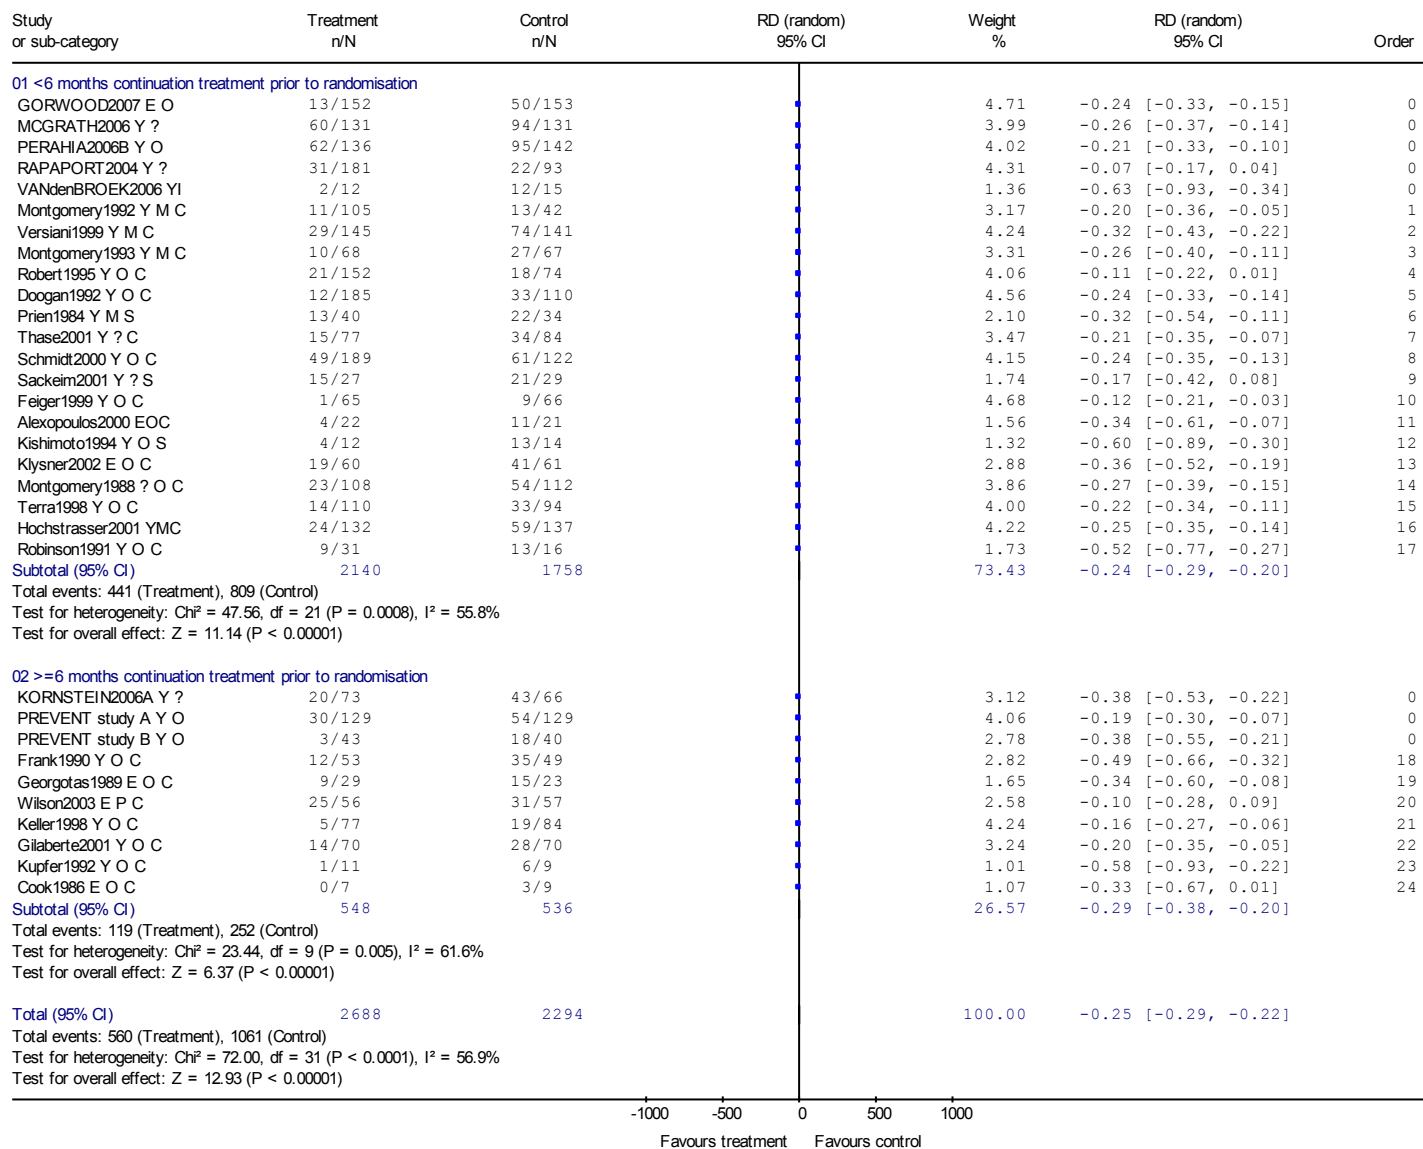 Study Treatment Control RD (random) Weight RD (random)
or sub-category n/N n/N 95% CI % 95% CI Order
01 <6 months continuation treatment prior to randomisation
GORWOOD2007 E O 13/152 50/153 4.71 -0.24 [-0.33, -0.15] 0
MCGRATH2006 Y ? 60/131 94/131 3.99 -0.26 [-0.37, -0.14] 0
PERAHIA2006B Y O 62/136 95/142 4.02 -0.21 [-0.33, -0.10] 0
RAPAPORT2004 Y ? 31/181 22/93 4.31 -0.07 [-0.17, 0.04] 0
VANdenBROEK2006 YI 2/12 12/15 1.36 -0.63 [-0.93, -0.34] 0
Montgomery1992 Y M C 11/105 13/42 3.17 -0.20 [-0.36, -0.05] 1
Versiani1999 Y M C 29/145 74/141 4.24 -0.32 [-0.43, -0.22] 2
Montgomery1993 Y M C 10/68 27/67 3.31 -0.26 [-0.40, -0.11] 3
Robert1995 Y O C 21/152 18/74 4.06 -0.11 [-0.22, 0.01] 4
Doogan1992 Y O C 12/185 33/110 4.56 -0.24 [-0.33, -0.14] 5
Prien1984 Y M S 13/40 22/34 2.10 -0.32 [-0.54, -0.11] 6
Thase2001 Y ? C 15/77 34/84 3.47 -0.21 [-0.35, -0.07] 7
Schmidt2000 Y O C 49/189 61/122 4.15 -0.24 [-0.35, -0.13] 8
Sackeim2001 Y ? S 15/27 21/29 1.74 -0.17 [-0.42, 0.08] 9
Feiger1999 Y O C 1/65 9/66 4.68 -0.12 [-0.21, -0.03] 10
Alexopoulos2000 EOC 4/22 11/21 1.56 -0.34 [-0.61, -0.07] 11
Kishimoto1994 Y O S 4/12 13/14 1.32 -0.60 [-0.89, -0.30] 12
Klysner2002 E O C 19/60 41/61 2.88 -0.36 [-0.52, -0.19] 13
Montgomery1988 ? O C 23/108 54/112 3.86 -0.27 [-0.39, -0.15] 14
Terra1998 Y O C 14/110 33/94 4.00 -0.22 [-0.34, -0.11] 15
Hochstrasser2001 YMC 24/132 59/137 4.22 -0.25 [-0.35, -0.14] 16
Robinson1991 Y O C 9/31 13/16 1.73 -0.52 [-0.77, -0.27] 17
Subtotal (95% CI) 2140 1758 73.43 -0.24 [-0.29, -0.20]
Total events: 441 (Treatment), 809 (Control)
Test for heterogeneity: Chi² = 47.56, df = 21 (P = 0.0008), I² = 55.8%
Test for overall effect: Z = 11.14 (P < 0.00001)
02 >=6 months continuation treatment prior to randomisation
KORNSTEIN2006A Y ? 20/73 43/66 3.12 -0.38 [-0.53, -0.22] 0
PREVENT study A Y O 30/129 54/129 4.06 -0.19 [-0.30, -0.07] 0
PREVENT study B Y O 3/43 18/40 2.78 -0.38 [-0.55, -0.21] 0
Frank1990 Y O C 12/53 35/49 2.82 -0.49 [-0.66, -0.32] 18
Georgotas1989 E O C 9/29 15/23 1.65 -0.34 [-0.60, -0.08] 19
Wilson2003 E P C 25/56 31/57 2.58 -0.10 [-0.28, 0.09] 20
Keller1998 Y O C 5/77 19/84 4.24 -0.16 [-0.27, -0.06] 21
Gilaberte2001 Y O C 14/70 28/70 3.24 -0.20 [-0.35, -0.05] 22
Kupfer1992 Y O C 1/11 6/9 1.01 -0.58 [-0.93, -0.22] 23
Cook1986 E O C 0/7 3/9 1.07 -0.33 [-0.67, 0.01] 24
Subtotal (95% CI) 548 536 26.57 -0.29 [-0.38, -0.20]
Total events: 119 (Treatment), 252 (Control)
Test for heterogeneity: Chi² = 23.44, df = 9 (P = 0.005), I² = 61.6%
Test for overall effect: Z = 6.37 (P < 0.00001)
Total (95% CI) 2688 2294 100.00 -0.25 [-0.29, -0.22]
Total events: 560 (Treatment), 1061 (Control)
Test for heterogeneity: Chi² = 72.00, df = 31 (P < 0.0001), I² = 56.9%
Test for overall effect: Z = 12.93 (P < 0.00001)
-1000 -500 0 500 1000
Favours treatment Favours control